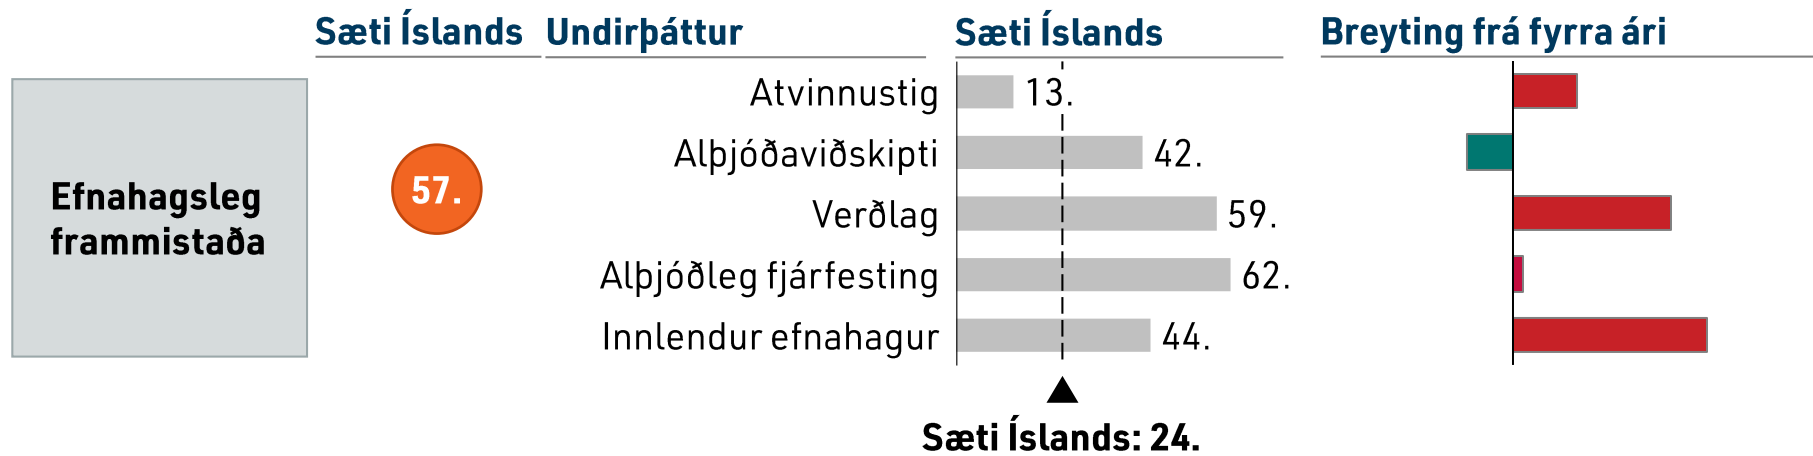 Sæti Íslands
Undirþáttur
Sæti Íslands
Breyting frá fyrra ári
Efnahagsleg
frammistaða
57.
Atvinnustig 13.
Alþjóðaviðskipti 42.
Verðlag 59.
Alþjóðleg fjárfesting 62.
Innlendur efnahagur 44.
Sæti Íslands: 24.